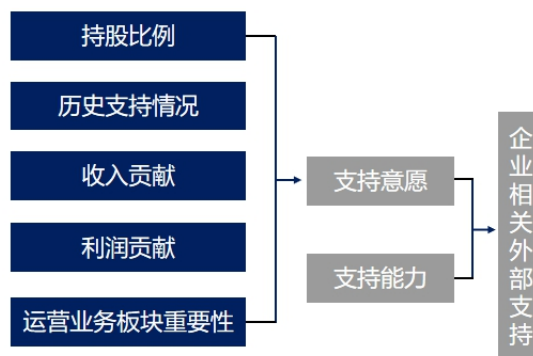 持股比例
历史支持情况
收入贡献
利润贡献
运营业务板块重要性
支持意愿
支持能力
企业相关外部支持